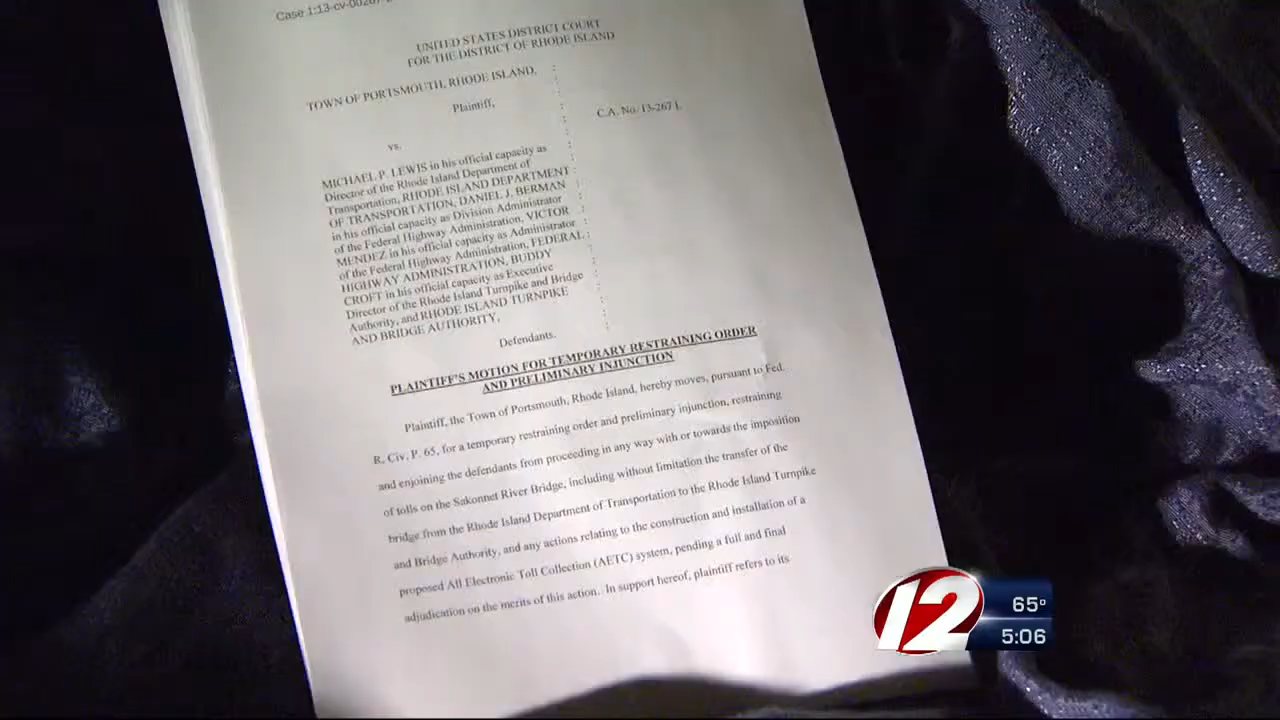 Case 1:13-cv-00267-
UNITED STATES DISTRICT COURT
FOR THE DISTRICT OF RHODE ISLAND
TOWN OF PORTSMOUTH, RHODE ISLAND,
Plaintiff,
C.A. No. 13-267 L
vs.
MICHAEL P. LEWIS in his official capacity as
Director of the Rhode Island Department of
Transportation, RHODE ISLAND DEPARTMENT
OF TRANSPORTATION, DANIEL J. BERMAN
in his official capacity as Division Administrator
of the Federal Highway Administration, VICTOR
MENDEZ in his official capacity as Administrator
of the Federal Highway Administration, FEDERAL
HIGHWAY ADMINISTRATION, BUDDY
CROFT in his official capacity as Executive
Director of the Rhode Island Turnpike and Bridge
Authority, and RHODE ISLAND TURNPIKE
AND BRIDGE AUTHORITY,
Defendants.
PLAINTIFF'S MOTION FOR TEMPORARY RESTRAINING ORDER
AND PRELIMINARY INJUNCTION
Plaintiff, the Town of Portsmouth, Rhode Island, hereby moves, pursuant to Fed.
R. Civ. P. 65, for a temporary restraining order and preliminary injunction, restraining
and enjoining the defendants from proceeding in any way with or towards the imposition
of tolls on the Sakonnet River Bridge, including without limitation the transfer of the
bridge from the Rhode Island Department of Transportation to the Rhode Island Turnpike
and Bridge Authority, and any actions relating to the construction and installation of a
proposed All Electronic Toll Collection (AETC) system, pending a full and final
adjudication on the merits of this action. In support hereof, plaintiff refers to its
12
65°
5:06